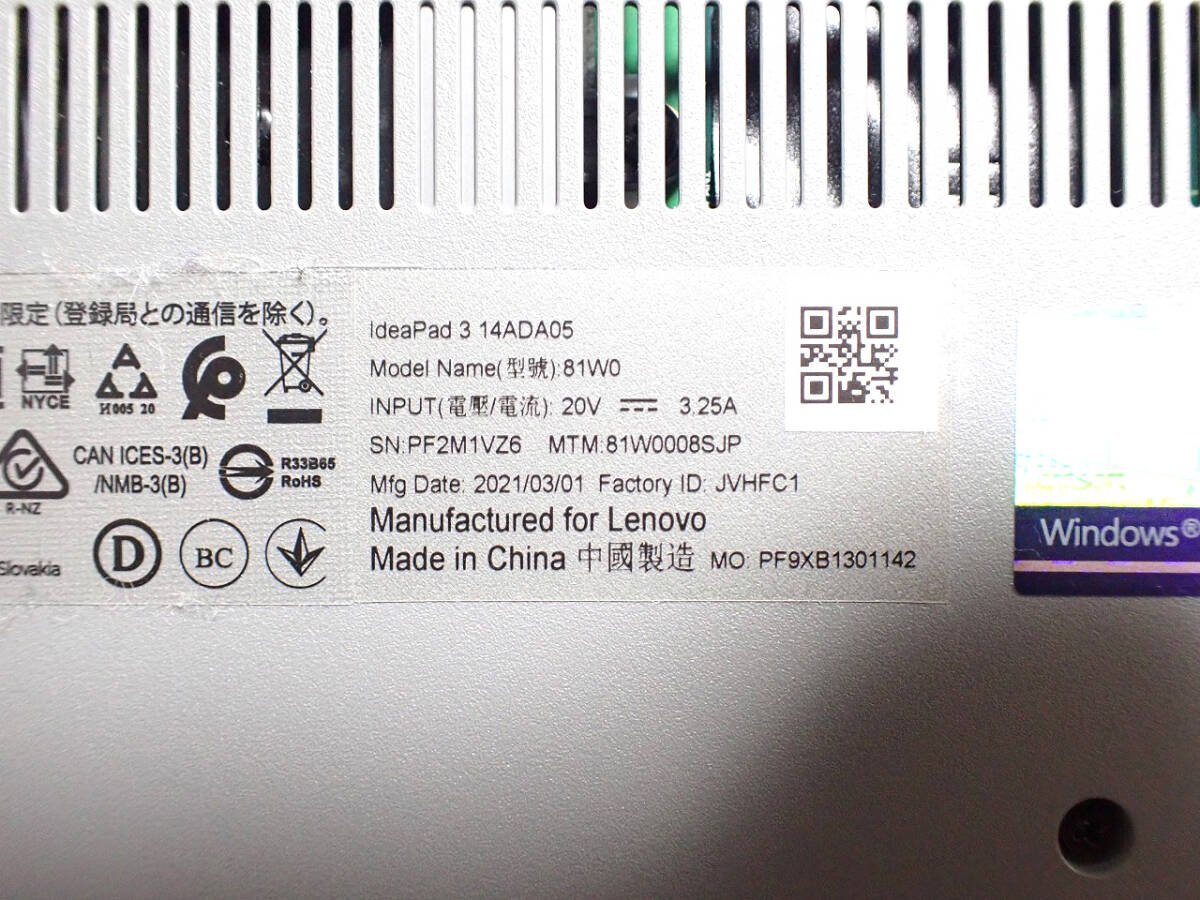 限定(登録局との通信を除く)。
NYCE
H005 20
CAN ICES-3(B)
/NMB-3(B)
R33B65
RoHS
R-NZ
Slovakia
D
BC
IdeaPad 3 14ADA05
Model Name(型號):81W0
INPUT(電壓/電流): 20V ⎓ 3.25A
SN:PF2M1VZ6 MTM:81W0008SJP
Mfg Date: 2021/03/01 Factory ID: JVHFC1
Manufactured for Lenovo
Made in China 中國製造 MO: PF9XB1301142
Windows®